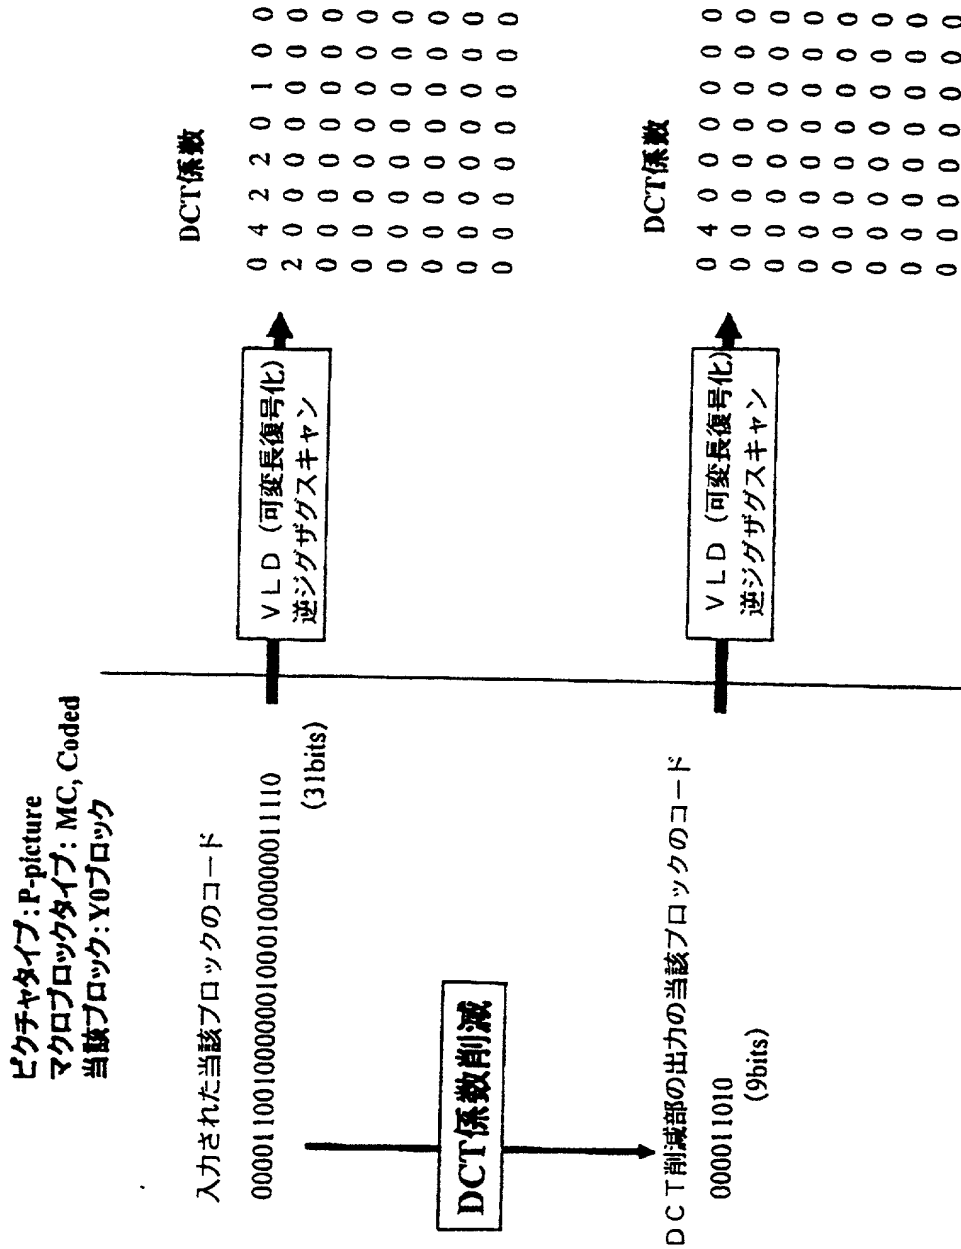 ピクチャタイプ:P-picture
マクロブロックタイプ:MC, Coded
当該ブロック:Y0ブロック
入力された当該ブロックのコード
0000110010000001000100000011110
(31bits)
VLD(可変長復号化)
逆ジグザグスキャン
DCT係数
0 4 2 2 0 1 0 0
2 0 0 0 0 0 0 0
0 0 0 0 0 0 0 0
0 0 0 0 0 0 0 0
0 0 0 0 0 0 0 0
0 0 0 0 0 0 0 0
0 0 0 0 0 0 0 0
0 0 0 0 0 0 0 0
DCT係数削減
DCT削減部の出力の当該ブロックのコード
000011010
(9bits)
VLD(可変長復号化)
逆ジグザグスキャン
DCT係数
0 4 0 0 0 0 0 0
0 0 0 0 0 0 0 0
0 0 0 0 0 0 0 0
0 0 0 0 0 0 0 0
0 0 0 0 0 0 0 0
0 0 0 0 0 0 0 0
0 0 0 0 0 0 0 0
0 0 0 0 0 0 0 0